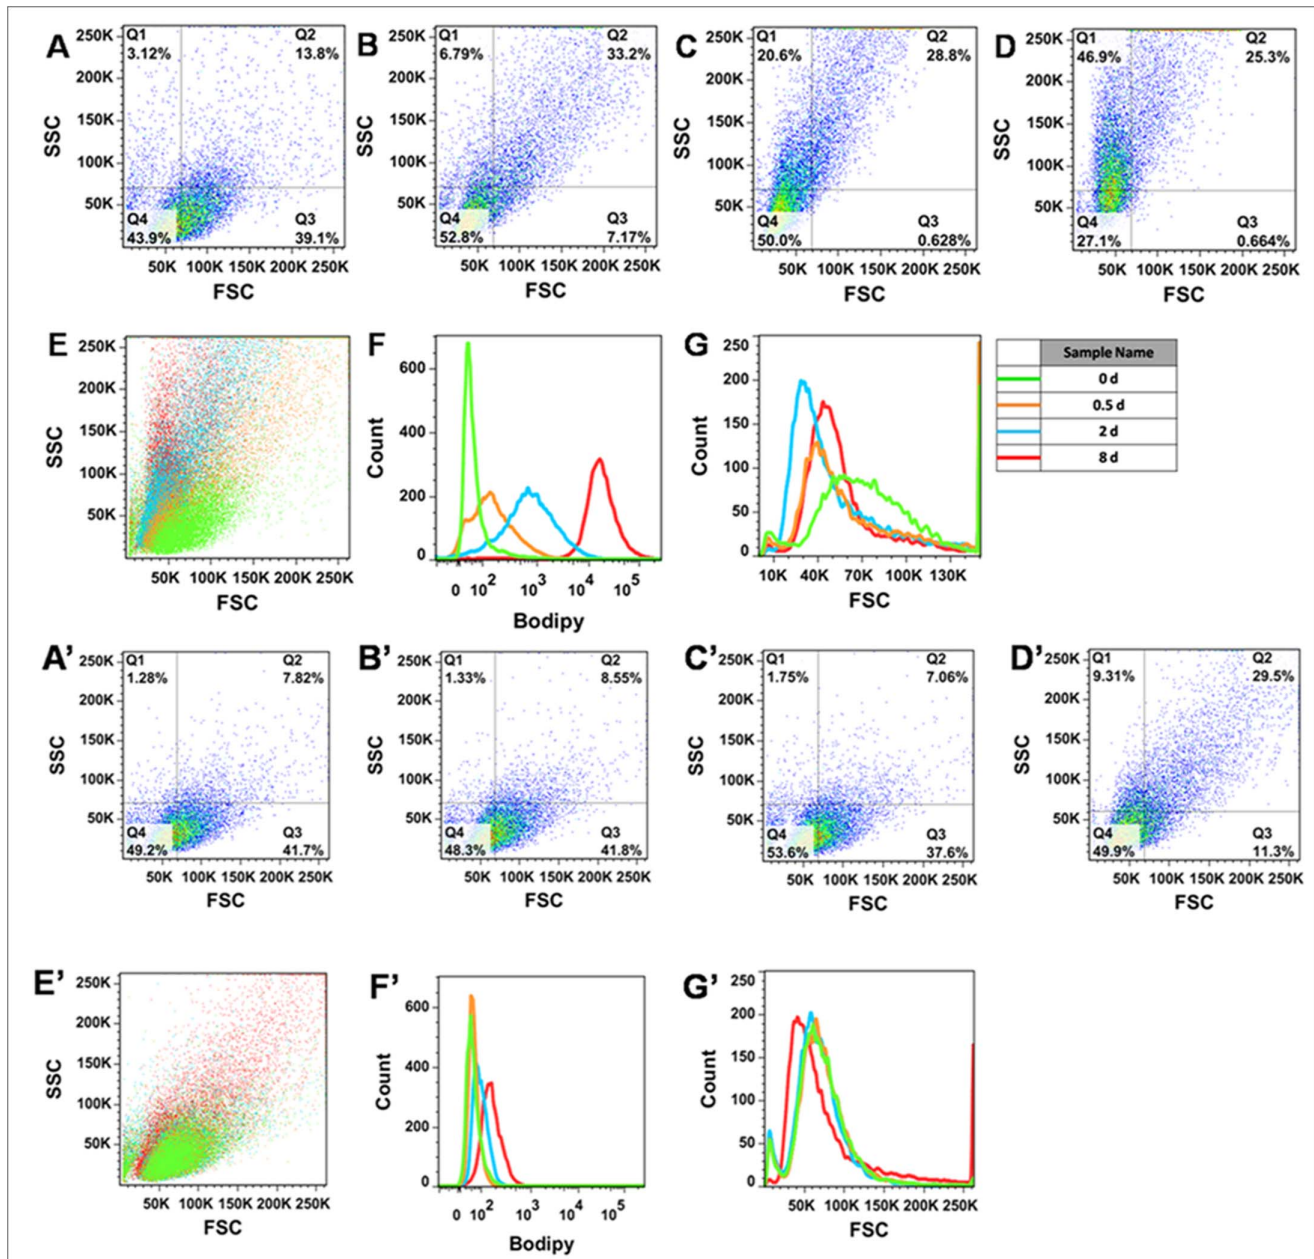 A
Q1
3.12%
Q2
13.8%
Q4
43.9%
Q3
39.1%
250K
200K
150K
100K
50K
SSC
50K 100K 150K 200K 250K
FSC
B
Q1
6.79%
Q2
33.2%
Q4
52.8%
Q3
7.17%
250K
200K
150K
100K
50K
SSC
50K 100K 150K 200K 250K
FSC
C
Q1
20.6%
Q2
28.8%
Q4
50.0%
Q3
0.628%
250K
200K
150K
100K
50K
SSC
50K 100K 150K 200K 250K
FSC
D
Q1
46.9%
Q2
25.3%
Q4
27.1%
Q3
0.664%
250K
200K
150K
100K
50K
SSC
50K 100K 150K 200K 250K
FSC
E
250K
200K
150K
100K
50K
SSC
50K 100K 150K 200K 250K
FSC
F
600
400
200
0
Count
0 10² 10³ 10⁴ 10⁵
Bodipy
G
250
200
150
100
50
0
Count
10K 40K 70K 100K 130K
FSC
Sample Name
0 d
0.5 d
2 d
8 d
A'
Q1
1.28%
Q2
7.82%
Q4
49.2%
Q3
41.7%
250K
200K
150K
100K
50K
SSC
50K 100K 150K 200K 250K
FSC
B'
Q1
1.33%
Q2
8.55%
Q4
48.3%
Q3
41.8%
250K
200K
150K
100K
50K
SSC
50K 100K 150K 200K 250K
FSC
C'
Q1
1.75%
Q2
7.06%
Q4
53.6%
Q3
37.6%
250K
200K
150K
100K
50K
SSC
50K 100K 150K 200K 250K
FSC
D'
Q1
9.31%
Q2
29.5%
Q4
49.9%
Q3
11.3%
250K
200K
150K
100K
50K
SSC
50K 100K 150K 200K 250K
FSC
E'
250K
200K
150K
100K
50K
SSC
50K 100K 150K 200K 250K
FSC
F'
600
400
200
0
Count
0 10² 10³ 10⁴ 10⁵
Bodipy
G'
250
200
150
100
50
0
Count
50K 100K 150K 200K 250K
FSC